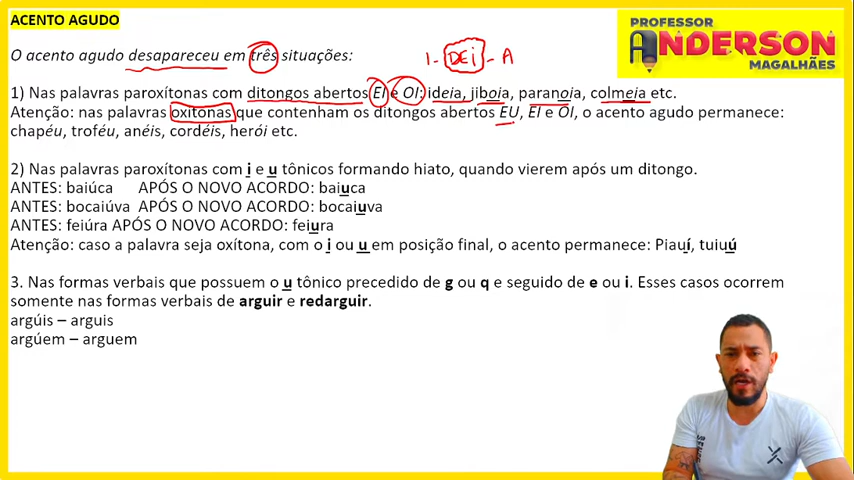 ACENTO AGUDO
PROFESSOR
ANDERSON
MAGALHÃES
O acento agudo desapareceu em três situações:
1 - DEi - A
1) Nas palavras paroxítonas com ditongos abertos EI e OI: ideia, jiboia, paranoia, colmeia etc.
Atenção: nas palavras oxítonas que contenham os ditongos abertos EU, EI e OI, o acento agudo permanece:
chapéu, troféu, anéis, cordéis, herói etc.
2) Nas palavras paroxítonas com i e u tônicos formando hiato, quando vierem após um ditongo.
ANTES: baiúca APÓS O NOVO ACORDO: baiuca
ANTES: bocaiúva APÓS O NOVO ACORDO: bocaiuva
ANTES: feiúra APÓS O NOVO ACORDO: feiura
Atenção: caso a palavra seja oxítona, com o i ou u em posição final, o acento permanece: Piauí, tuiuú
3. Nas formas verbais que possuem o u tônico precedido de g ou q e seguido de e ou i. Esses casos ocorrem
somente nas formas verbais de arguir e redarguir.
argúis – arguis
argúem – arguem